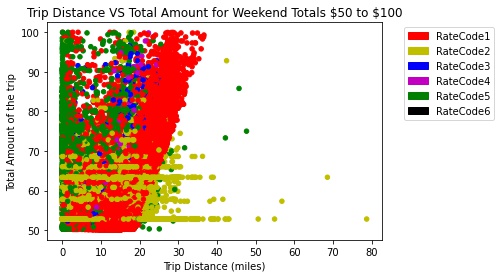 Trip Distance VS Total Amount for Weekend Totals $50 to $100
Total Amount of the trip
100
90
80
70
60
50
0
10
20
30
40
50
60
70
80
Trip Distance (miles)
RateCode1
RateCode2
RateCode3
RateCode4
RateCode5
RateCode6